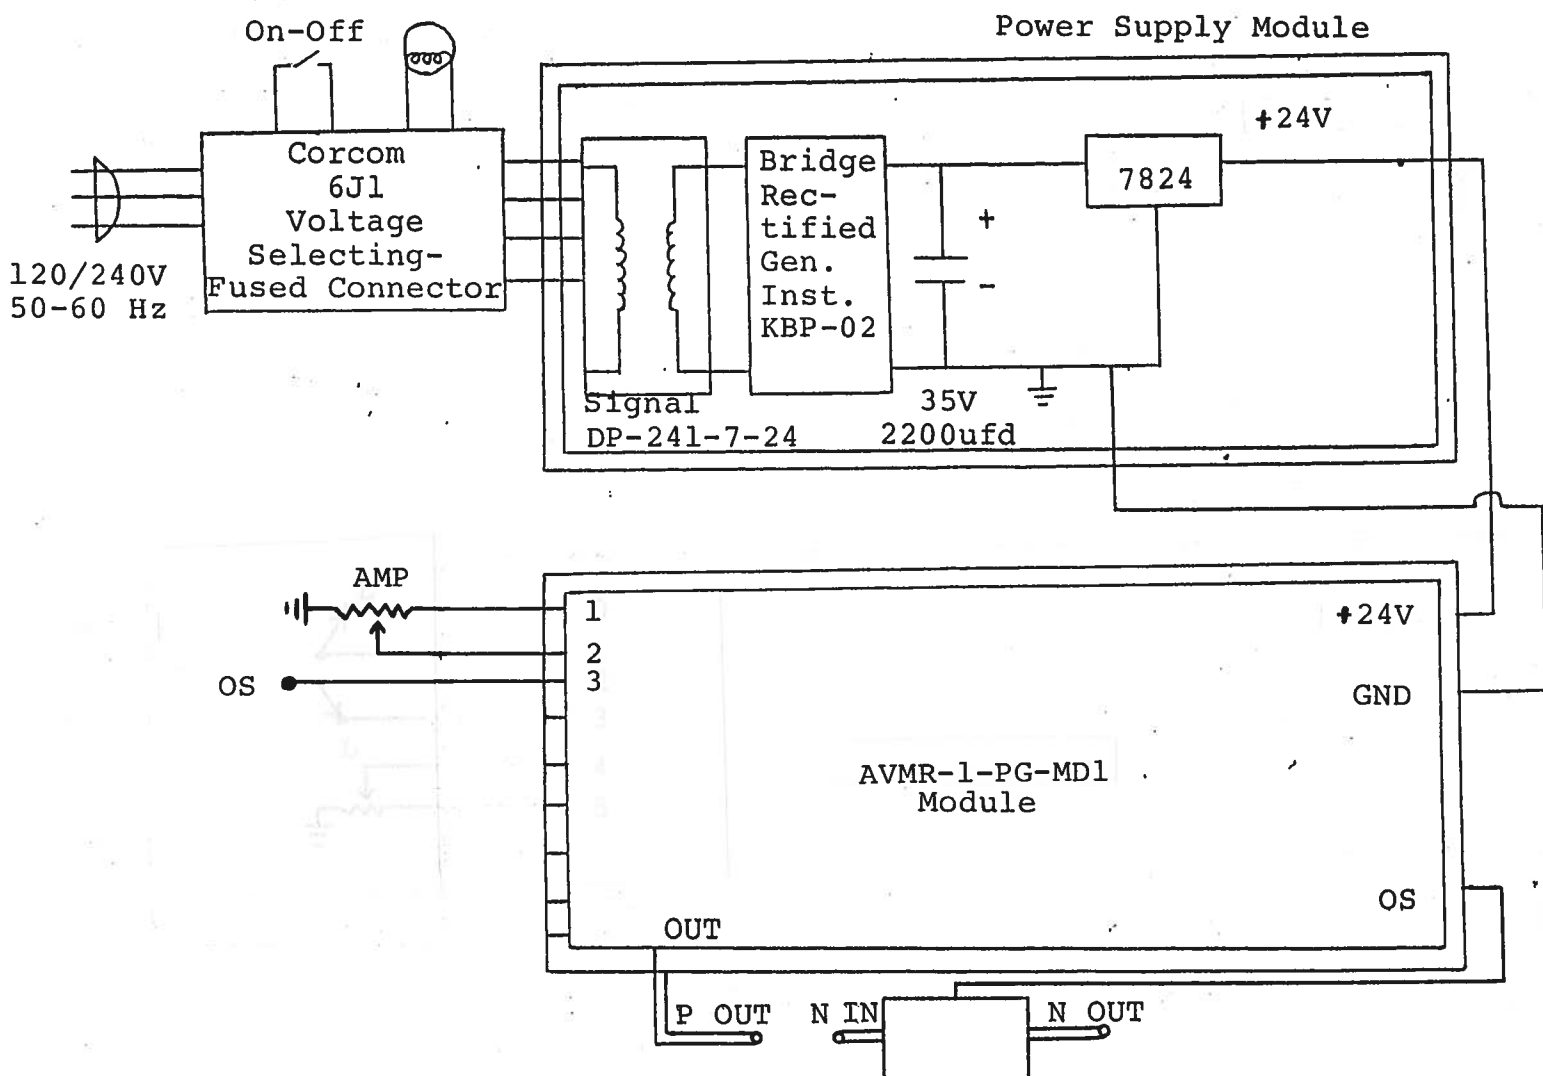 Power Supply Module
On-Off
Corcom
6J1
Voltage
Selecting-
Fused Connector
120/240V
50-60 Hz
Bridge
Rec-
tified
Gen.
Inst.
KBP-02
+
-
7824
+24V
Signal
DP-241-7-24
35V
2200ufd
AMP
1
2
3
OS
+24V
GND
AVMR-1-PG-MD1
Module
OS
OUT
P OUT
N IN
N OUT